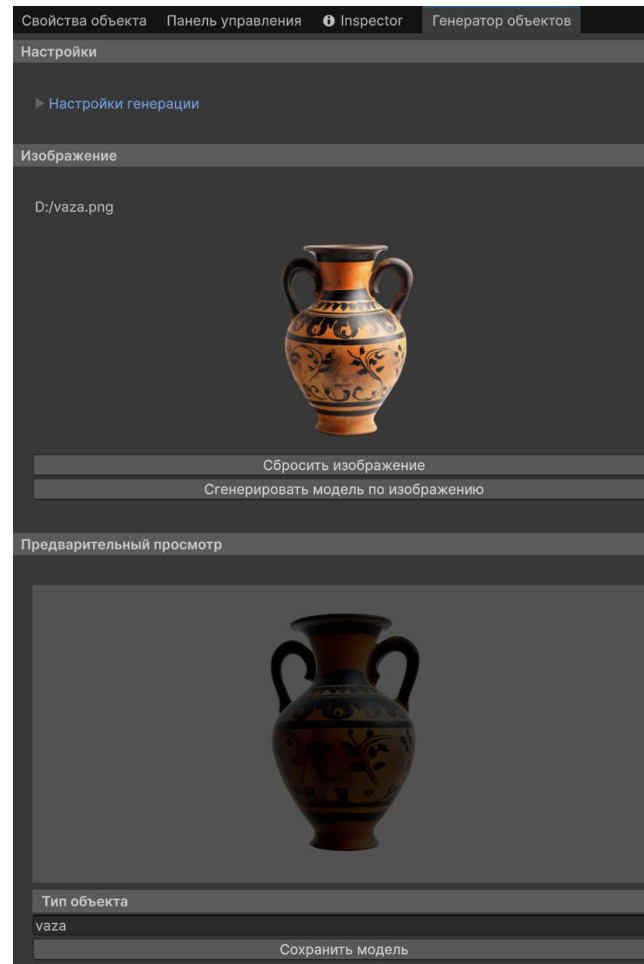 Свойства объекта Панель управления Inspector Генератор объектов
Настройки
Настройки генерации
Изображение
D:/vaza.png
Сбросить изображение
Сгенерировать модель по изображению
Предварительный просмотр
Тип объекта
vaza
Сохранить модель